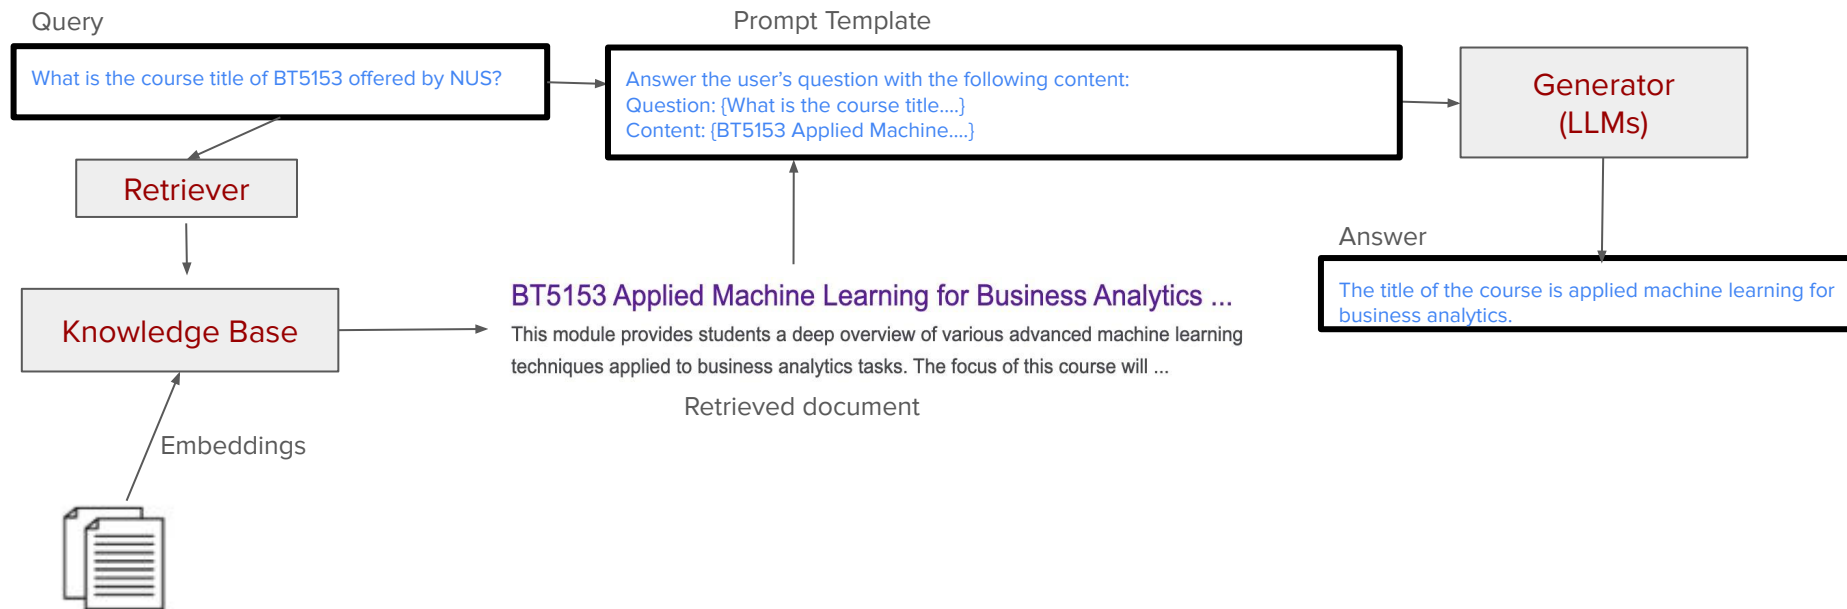 Query
What is the course title of BT5153 offered by NUS?
Prompt Template
Answer the user’s question with the following content:
Question: {What is the course title....}
Content: {BT5153 Applied Machine....}
Generator
(LLMs)
Retriever
Knowledge Base
BT5153 Applied Machine Learning for Business Analytics ...
This module provides students a deep overview of various advanced machine learning
techniques applied to business analytics tasks. The focus of this course will ...
Retrieved document
Answer
The title of the course is applied machine learning for
business analytics.
Embeddings